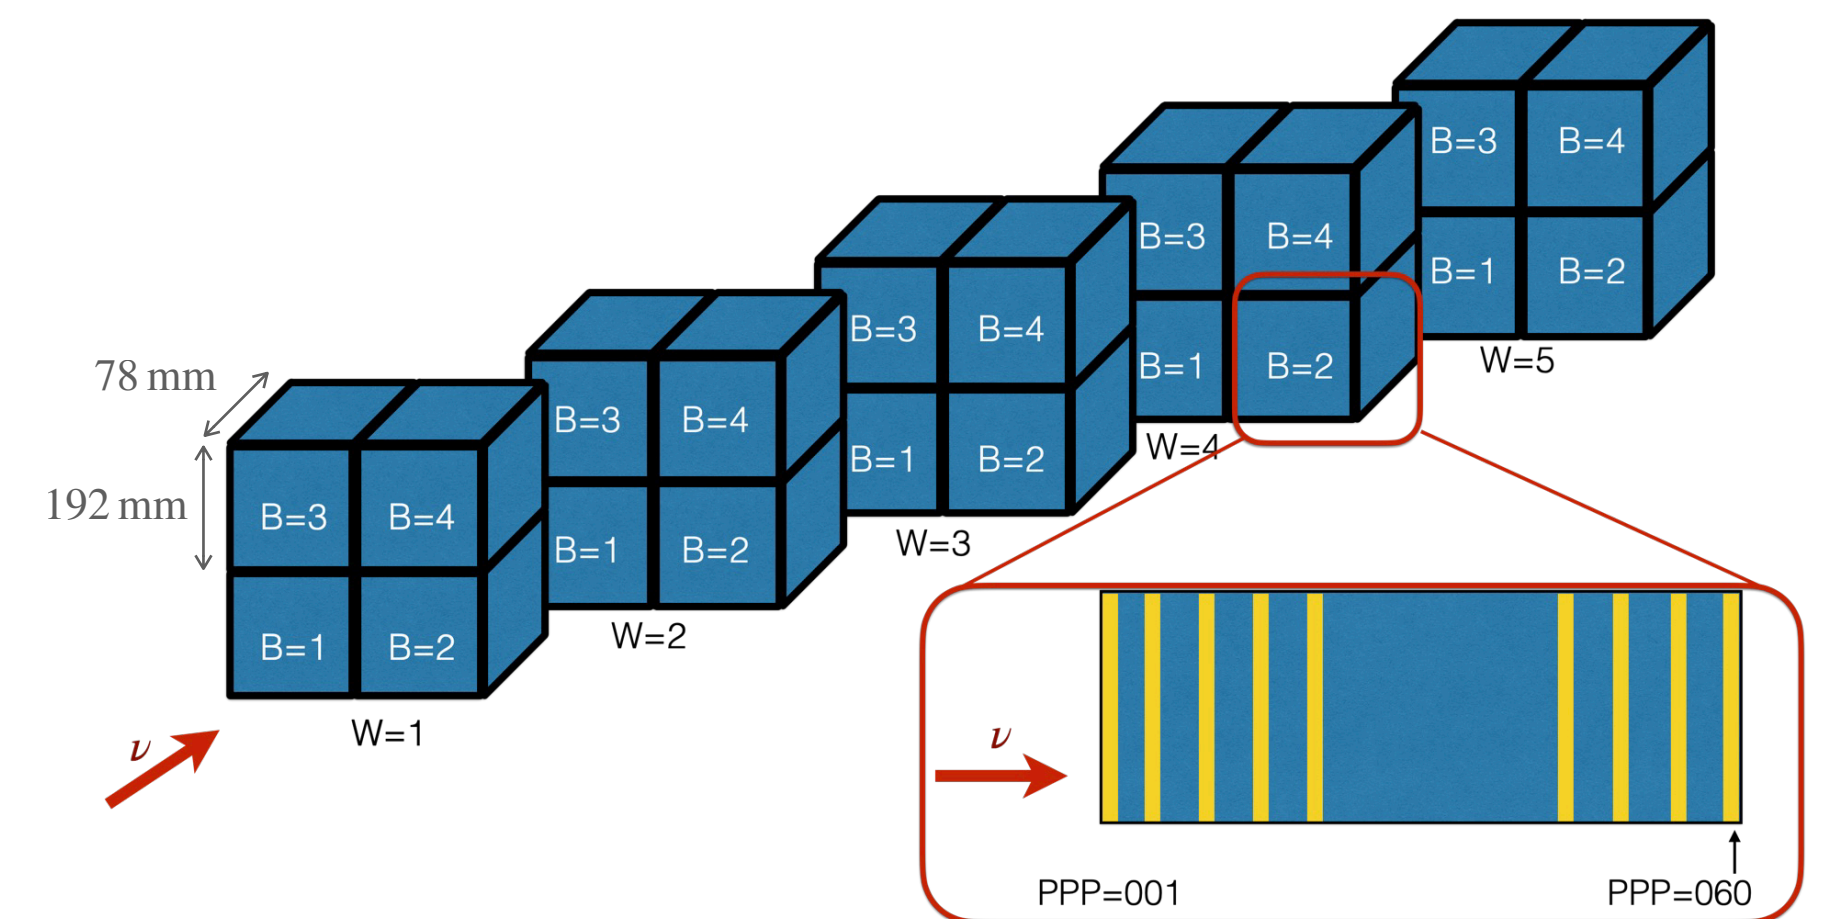 B=3
B=4
B=1
B=2
W=5
B=3
B=4
B=1
B=2
W=4
B=3
B=4
B=1
B=2
W=3
B=3
B=4
B=1
B=2
W=2
78 mm
192 mm
B=3
B=4
B=1
B=2
W=1
ν
ν
PPP=001
PPP=060